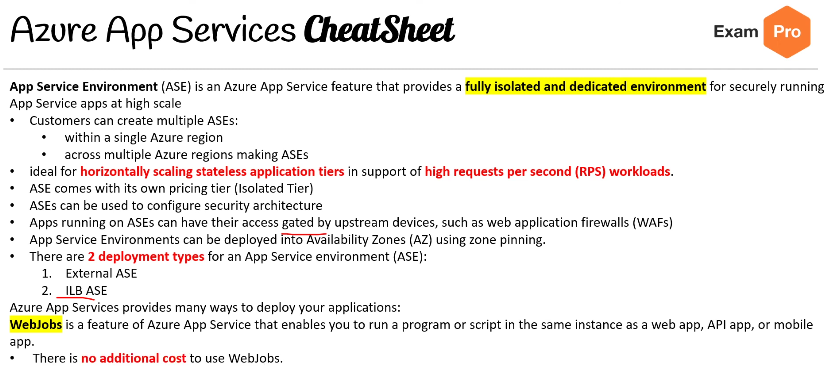 Azure App Services CheatSheet
Exam Pro
App Service Environment (ASE) is an Azure App Service feature that provides a fully isolated and dedicated environment for securely running
App Service apps at high scale
• Customers can create multiple ASEs:
• within a single Azure region
• across multiple Azure regions making ASEs
• ideal for horizontally scaling stateless application tiers in support of high requests per second (RPS) workloads.
• ASE comes with its own pricing tier (Isolated Tier)
• ASEs can be used to configure security architecture
• Apps running on ASEs can have their access gated by upstream devices, such as web application firewalls (WAFs)
• App Service Environments can be deployed into Availability Zones (AZ) using zone pinning.
• There are 2 deployment types for an App Service environment (ASE):
1. External ASE
2. ILB ASE
Azure App Services provides many ways to deploy your applications:
WebJobs is a feature of Azure App Service that enables you to run a program or script in the same instance as a web app, API app, or mobile
app.
• There is no additional cost to use WebJobs.